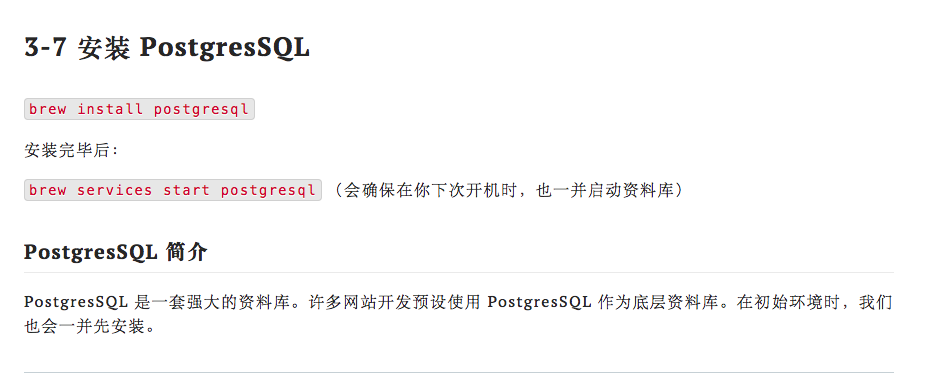 3-7 安装 PostgresSQL
brew install postgresql
安装完毕后：
brew services start postgresql （会确保在你下次开机时，也一并启动资料库）
PostgresSQL 简介
PostgresSQL 是一套强大的资料库。许多网站开发预设使用 PostgresSQL 作为底层资料库。在初始环境时，我们
也会一并先安装。